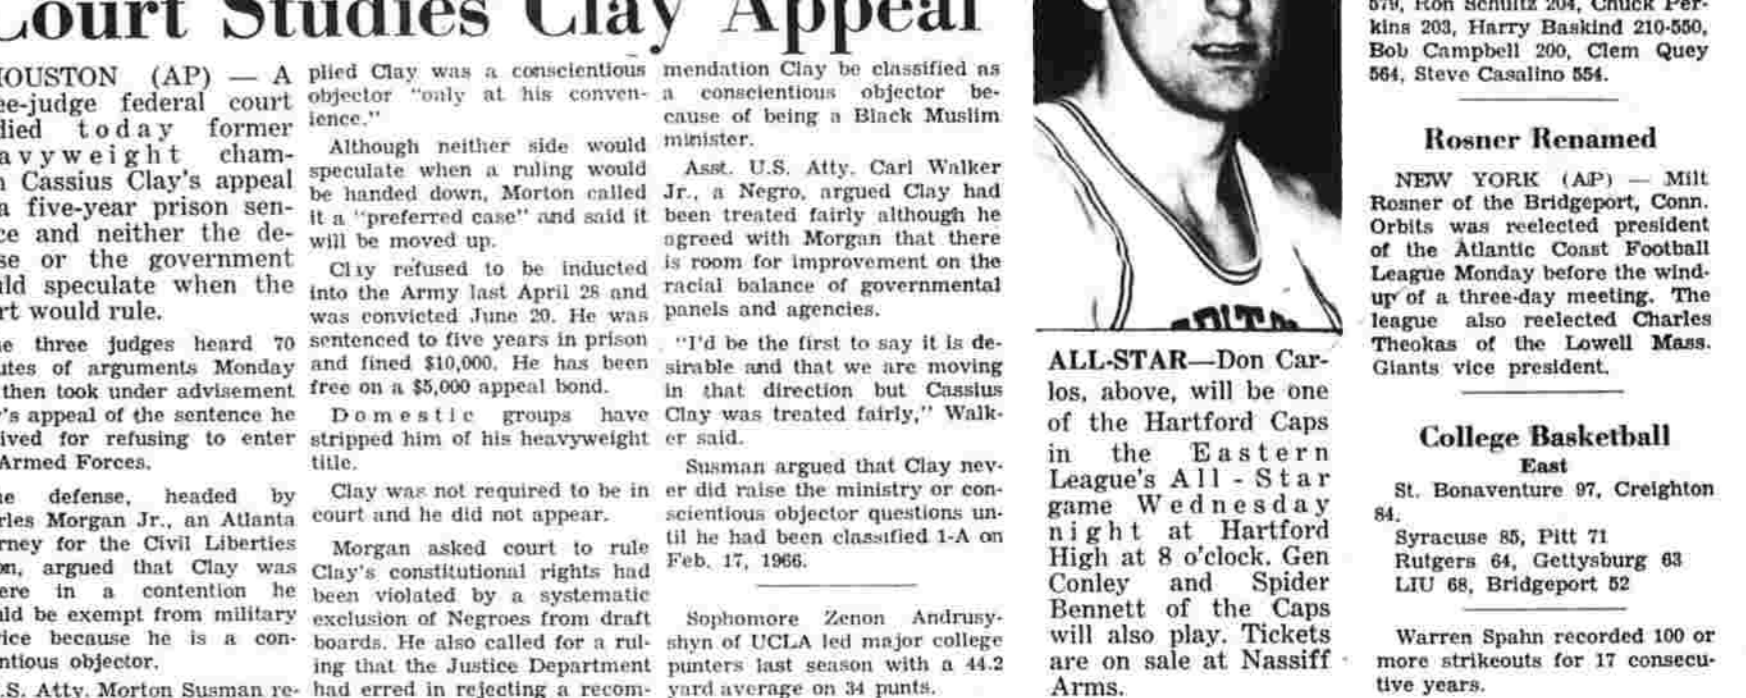 Court Studies Clay Appeal
HOUSTON (AP) — A
ee-judge federal court
died today former
avyweight cham-
n Cassius Clay's appeal
a five-year prison sen-
ce and neither the de-
se or the government
uld speculate when the
rt would rule.
e three judges heard 70
utes of arguments Monday
then took under advisement
's appeal of the sentence he
ived for refusing to enter
Armed Forces.
e defense, headed by
rles Morgan Jr., an Atlanta
rney for the Civil Liberties
on, argued that Clay was
ere in a contention he
uld be exempt from military
ice because he is a con-
ntious objector.
.S. Atty. Morton Susman re-
plied Clay was a conscientious
objector "only at his conven-
ience."
Although neither side would
speculate when a ruling would
be handed down, Morton called
it a "preferred case" and said it
will be moved up.
Clay refused to be inducted
into the Army last April 28 and
was convicted June 20. He was
sentenced to five years in prison
and fined $10,000. He has been
free on a $5,000 appeal bond.
Domestic groups have
stripped him of his heavyweight
title.
Clay was not required to be in
court and he did not appear.
Morgan asked court to rule
Clay's constitutional rights had
been violated by a systematic
exclusion of Negroes from draft
boards. He also called for a rul-
ing that the Justice Department
had erred in rejecting a recom-
mendation Clay be classified as
a conscientious objector be-
cause of being a Black Muslim
minister.
Asst. U.S. Atty. Carl Walker
Jr., a Negro, argued Clay had
been treated fairly although he
agreed with Morgan that there
is room for improvement on the
racial balance of governmental
panels and agencies.
"I'd be the first to say it is de-
sirable and that we are moving
in that direction but Cassius
Clay was treated fairly," Walk-
er said.
Susman argued that Clay nev-
er did raise the ministry or con-
scientious objector questions un-
til he had been classified 1-A on
Feb. 17, 1966.
Sophomore Zenon Andrusy-
shyn of UCLA led major college
punters last season with a 44.2
yard average on 34 punts.
ALL-STAR—Don Car-
los, above, will be one
of the Hartford Caps
in the Eastern
League's All - Star
game Wednesday
night at Hartford
High at 8 o'clock. Gen
Conley and Spider
Bennett of the Caps
will also play. Tickets
are on sale at Nassiff
Arms.
579, Ron Schultz 204, Chuck Per-
kins 203, Harry Baskind 210-550,
Bob Campbell 200, Clem Quey
564, Steve Casalino 554.
Rosner Renamed
NEW YORK (AP) — Milt
Rosner of the Bridgeport, Conn.
Orbits was reelected president
of the Atlantic Coast Football
League Monday before the wind-
up of a three-day meeting. The
league also reelected Charles
Theokas of the Lowell Mass.
Giants vice president.
College Basketball
East
St. Bonaventure 97, Creighton
84.
Syracuse 85, Pitt 71
Rutgers 64, Gettysburg 63
LIU 68, Bridgeport 52
Warren Spahn recorded 100 or
more strikeouts for 17 consecu-
tive years.